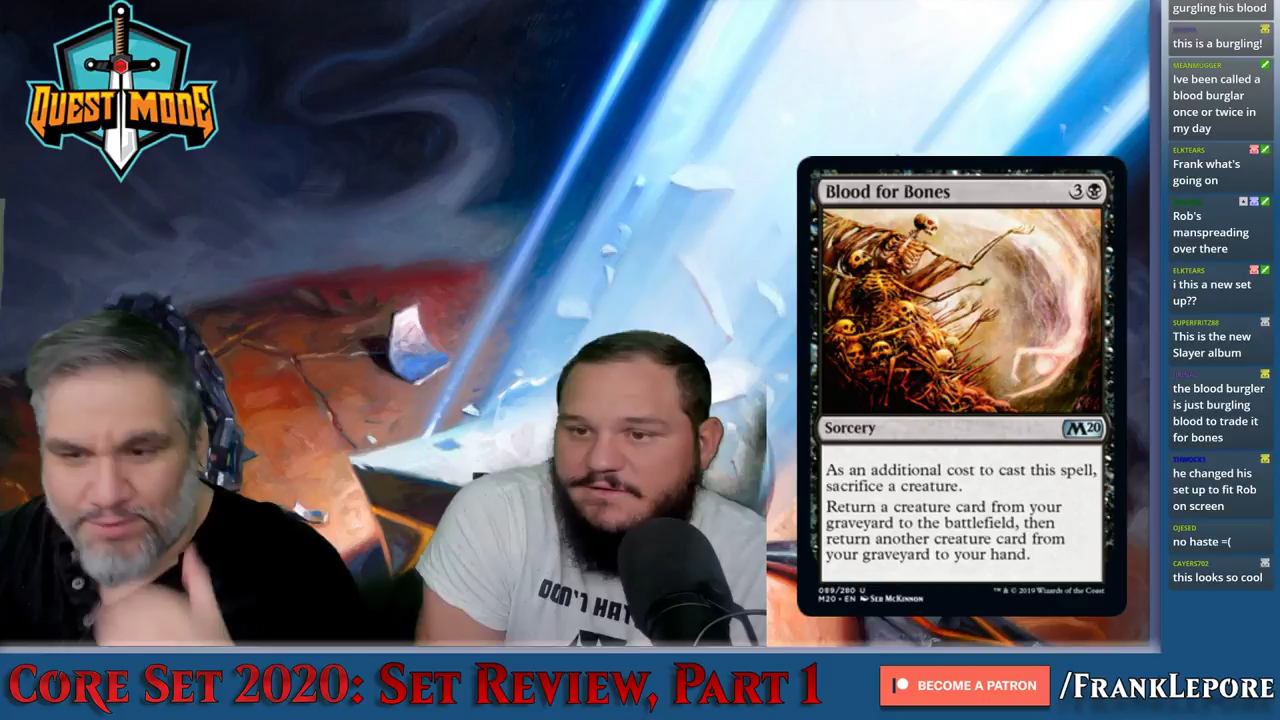 QUEST MODE
Blood for Bones 3
Sorcery
M20
As an additional cost to cast this spell,
sacrifice a creature.
Return a creature card from your
graveyard to the battlefield, then
return another creature card from
your graveyard to your hand.
089/280 U
M20 • EN Seb McKinnon
™ & © 2019 Wizards of the Coast
DON'T HAT
gurgling his blood
this is a burgling!
MEANMUGGER
Ive been called a
blood burglar
once or twice in
my day
ELKTEARS
Frank what's
going on
Rob's
manspreading
over there
ELKTEARS
i this a new set
up??
SUPERFRITZ88
This is the new
Slayer album
the blood burgler
is just burgling
blood to trade it
for bones
THWOCK1
he changed his
set up to fit Rob
on screen
OJESED
no haste =(
CAYERS702
this looks so cool
Core Set 2020: Set Review, Part 1
BECOME A PATRON
/FrankLepore